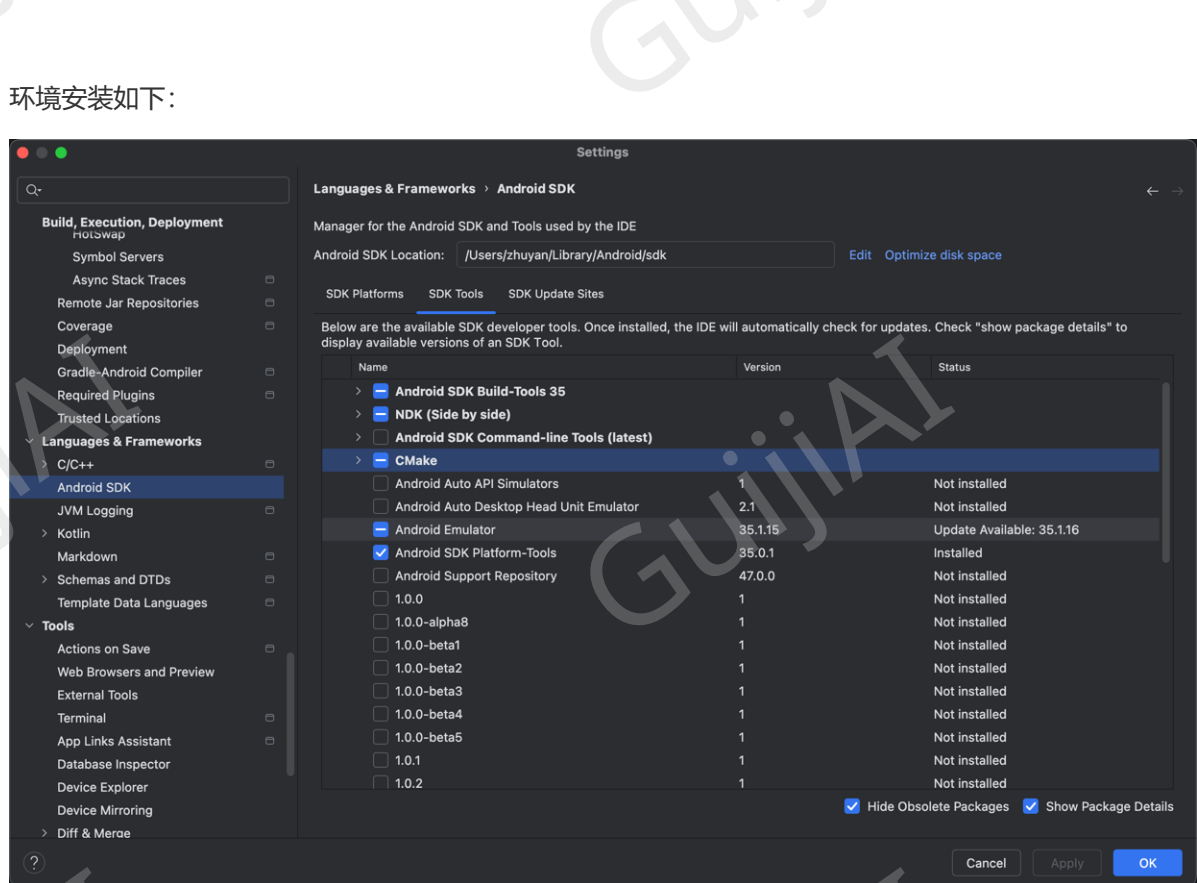 环境安装如下：
Settings
Languages & Frameworks › Android SDK
Manager for the Android SDK and Tools used by the IDE
Android SDK Location: /Users/zhuyan/Library/Android/sdk Edit Optimize disk space
SDK Platforms SDK Tools SDK Update Sites
Below are the available SDK developer tools. Once installed, the IDE will automatically check for updates. Check "show package details" to
display available versions of an SDK Tool.
Name Version Status
Android SDK Build-Tools 35
NDK (Side by side)
Android SDK Command-line Tools (latest)
CMake
Android Auto API Simulators 1 Not installed
Android Auto Desktop Head Unit Emulator 2.1 Not installed
Android Emulator 35.1.15 Update Available: 35.1.16
Android SDK Platform-Tools 35.0.1 Installed
Android Support Repository 47.0.0 Not installed
1.0.0 1 Not installed
1.0.0-alpha8 1 Not installed
1.0.0-beta1 1 Not installed
1.0.0-beta2 1 Not installed
1.0.0-beta3 1 Not installed
1.0.0-beta4 1 Not installed
1.0.0-beta5 1 Not installed
1.0.1 1 Not installed
1.0.2 1 Not installed
Hide Obsolete Packages Show Package Details
Build, Execution, Deployment
HotSwap
Symbol Servers
Async Stack Traces
Remote Jar Repositories
Coverage
Deployment
Gradle-Android Compiler
Required Plugins
Trusted Locations
Languages & Frameworks
C/C++
Android SDK
JVM Logging
Kotlin
Markdown
Schemas and DTDs
Template Data Languages
Tools
Actions on Save
Web Browsers and Preview
External Tools
Terminal
App Links Assistant
Database Inspector
Device Explorer
Device Mirroring
Diff & Merge
?
Cancel Apply OK
GuijiAI